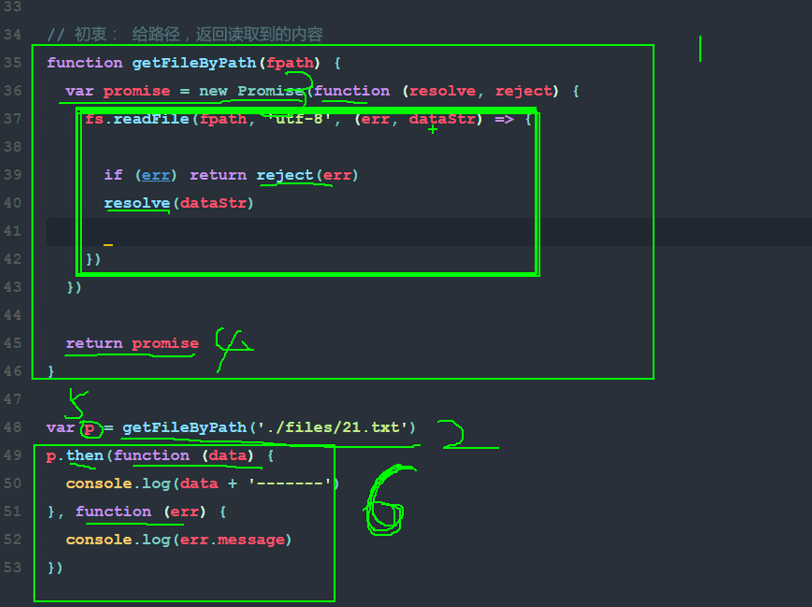 33
34 // 初衷： 给路径，返回读取到的内容
35 function getFileByPath(fpath) {
36 var promise = new Promise(function (resolve, reject) {
37 fs.readFile(fpath, 'utf-8', (err, dataStr) => {
38
39 if (err) return reject(err)
40 resolve(dataStr)
41
42 })
43 })
44
45 return promise
46 }
47
48 var p = getFileByPath('./files/21.txt')
49 p.then(function (data) {
50 console.log(data + '-------')
51 }, function (err) {
52 console.log(err.message)
53 })
1
3
4
5
2
6